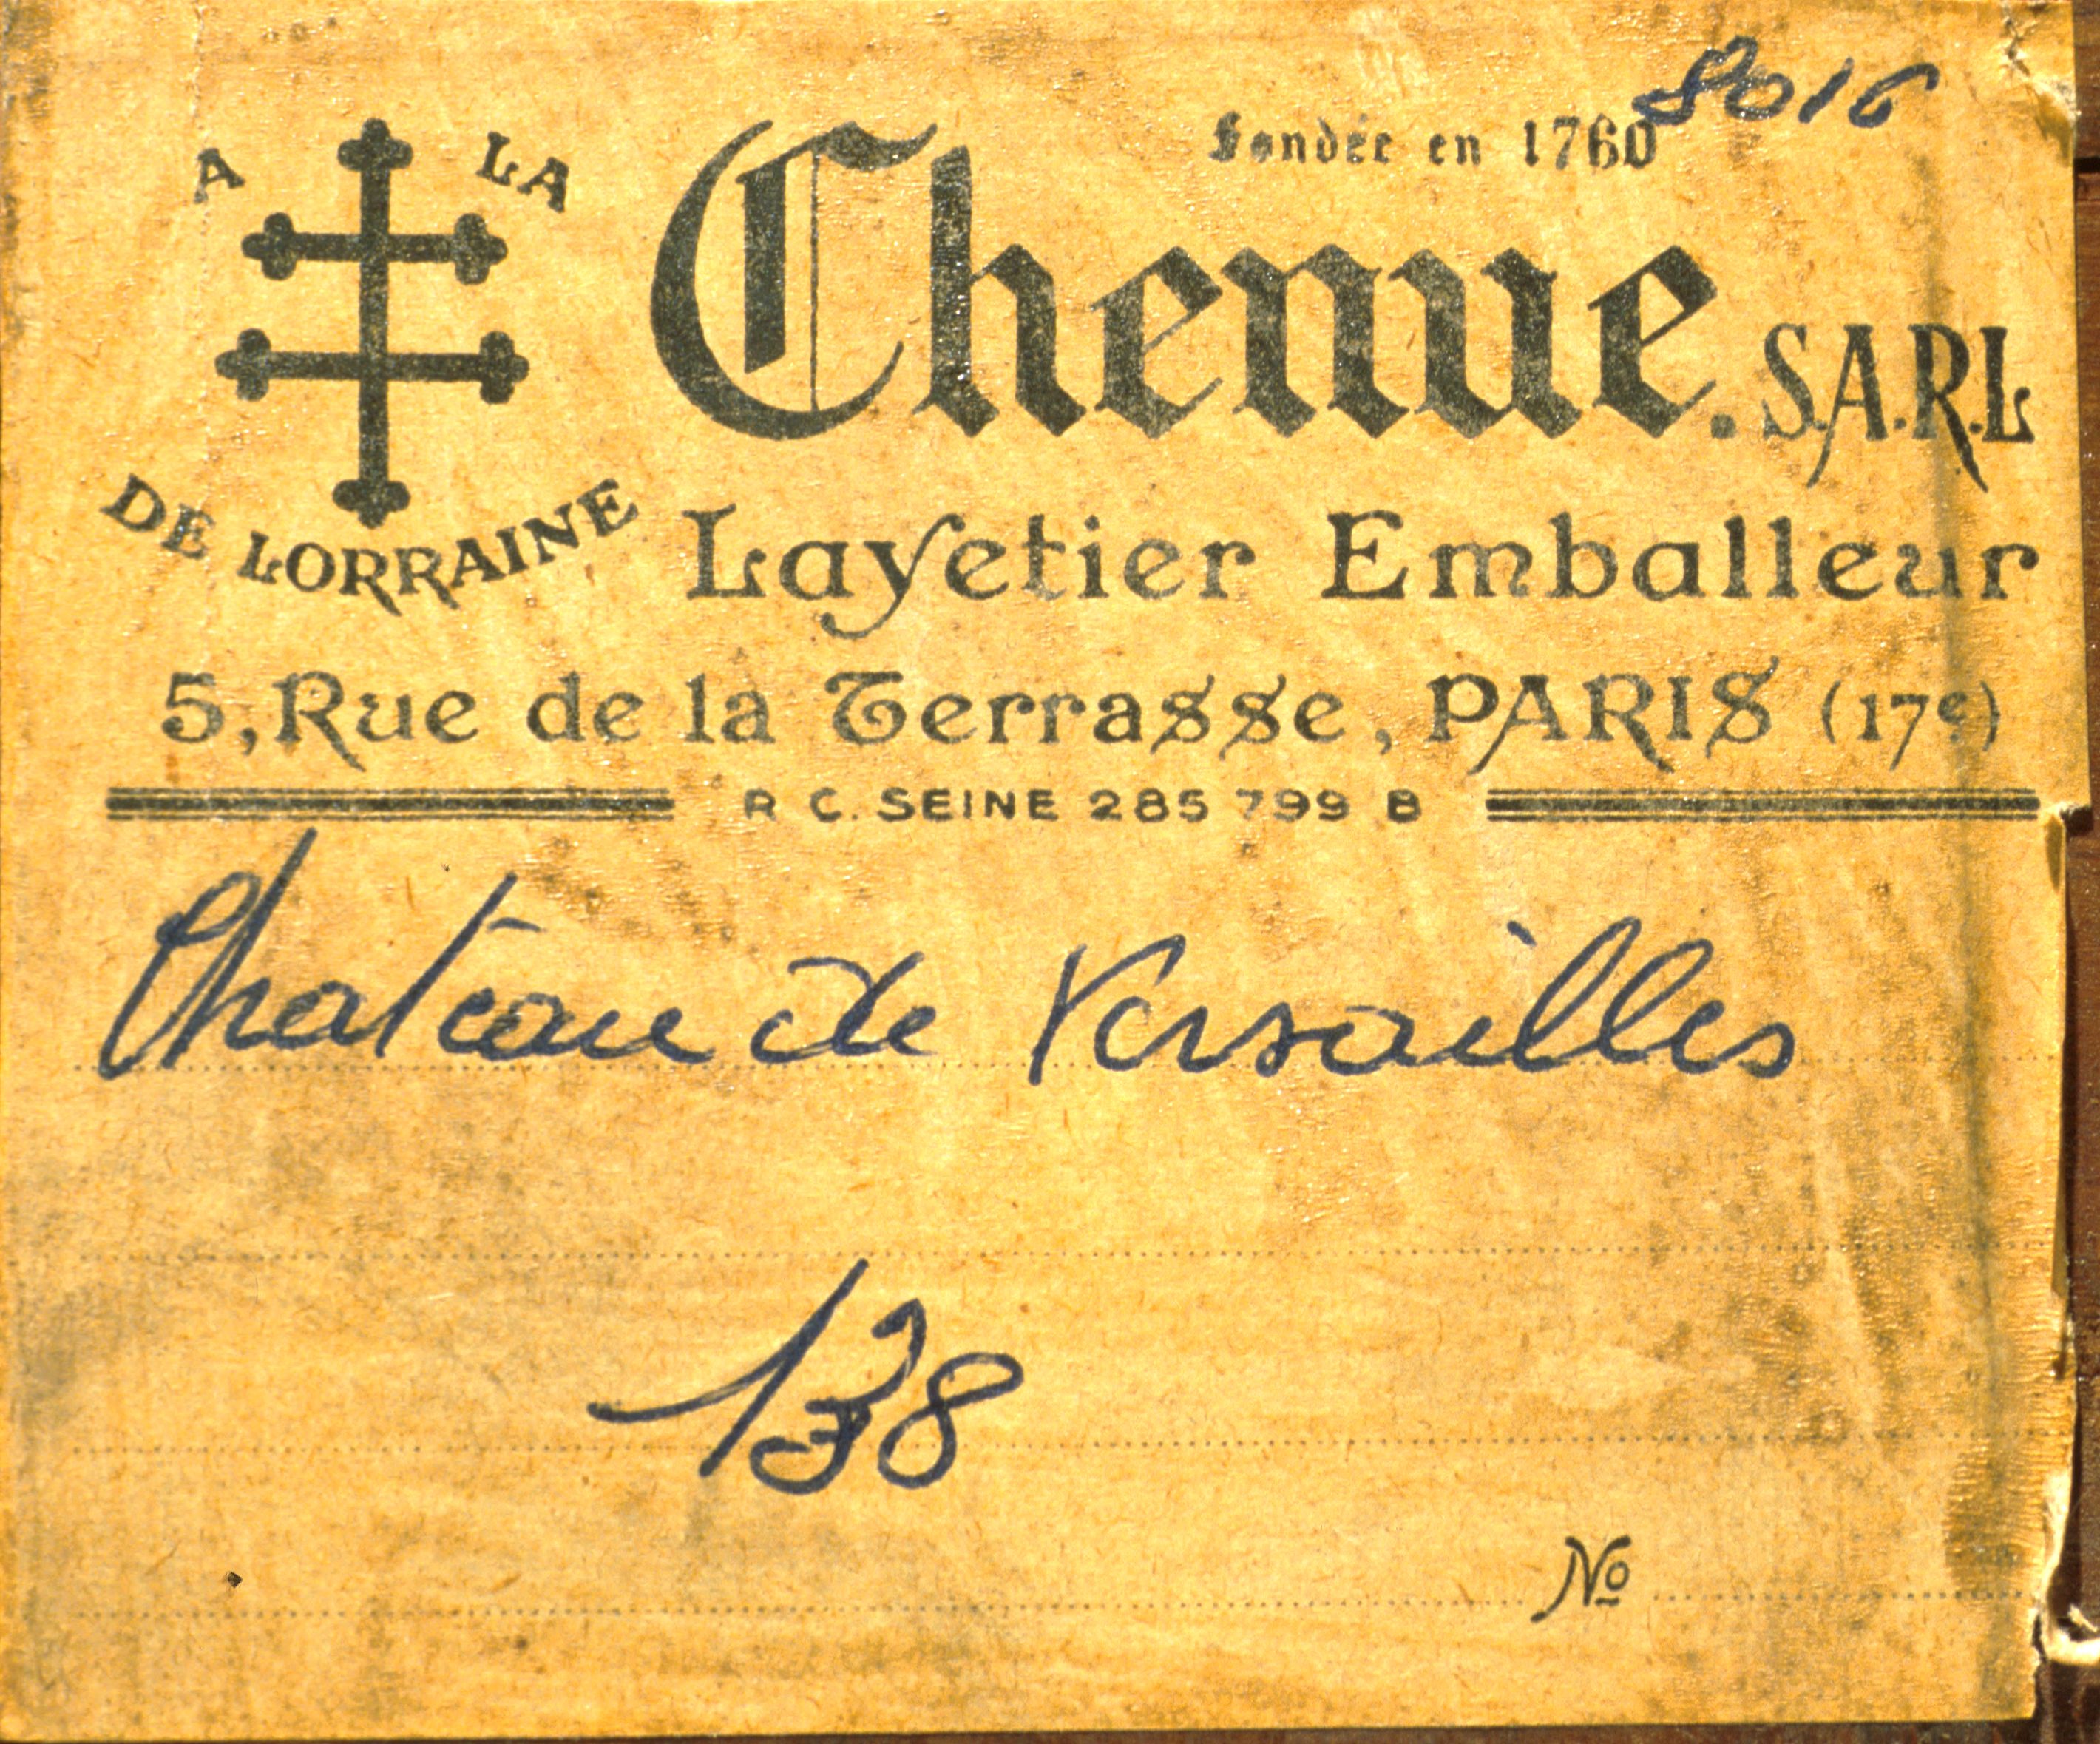 8016
Fondée en 1760
A LA
DE LORRAINE
Chenue. S.A.R.L
Layetier Emballeur
5, Rue de la Terrasse, PARIS (17e)
R C. SEINE 285 799 B
Chateau de Versailles
138
No